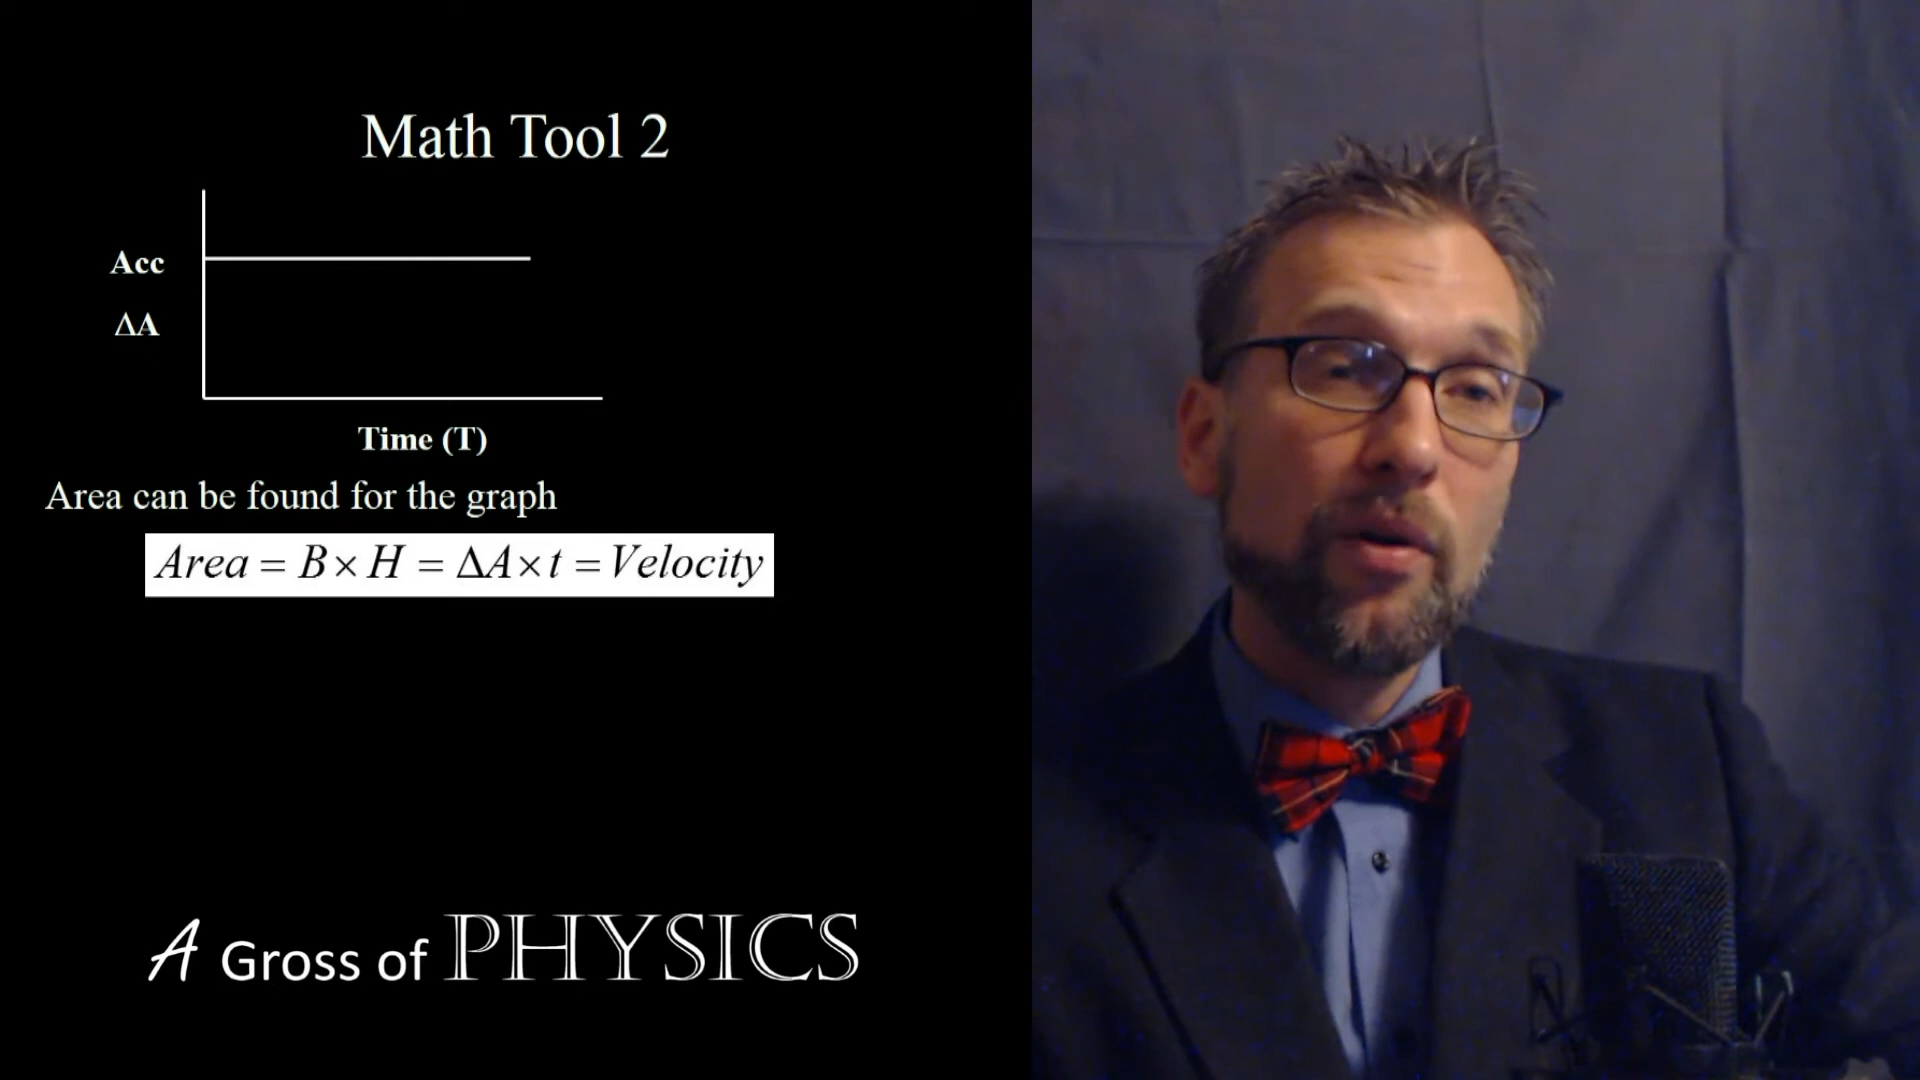 Math Tool 2
Acc
ΔA
Time (T)
Area can be found for the graph
Area = B × H = ΔA × t = Velocity
A Gross of PHYSICS